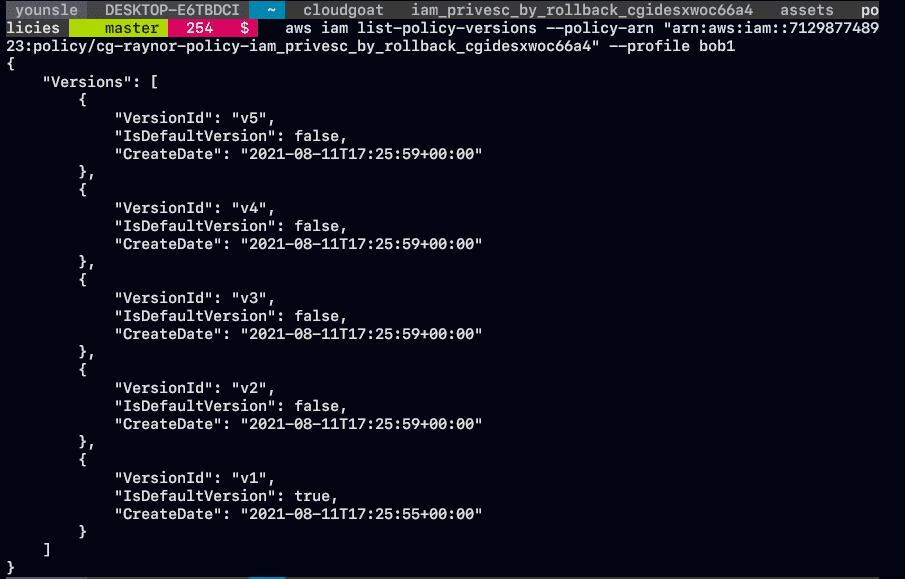 younsle DESKTOP-E6TBDCI ~ cloudgoat iam_privesc_by_rollback_cgidesxwoc66a4 assets po
licies master 254 $ aws iam list-policy-versions --policy-arn "arn:aws:iam::7129877489
23:policy/cg-raynor-policy-iam_privesc_by_rollback_cgidesxwoc66a4" --profile bob1
{
    "Versions": [
        {
            "VersionId": "v5",
            "IsDefaultVersion": false,
            "CreateDate": "2021-08-11T17:25:59+00:00"
        },
        {
            "VersionId": "v4",
            "IsDefaultVersion": false,
            "CreateDate": "2021-08-11T17:25:59+00:00"
        },
        {
            "VersionId": "v3",
            "IsDefaultVersion": false,
            "CreateDate": "2021-08-11T17:25:59+00:00"
        },
        {
            "VersionId": "v2",
            "IsDefaultVersion": false,
            "CreateDate": "2021-08-11T17:25:59+00:00"
        },
        {
            "VersionId": "v1",
            "IsDefaultVersion": true,
            "CreateDate": "2021-08-11T17:25:55+00:00"
        }
    ]
}